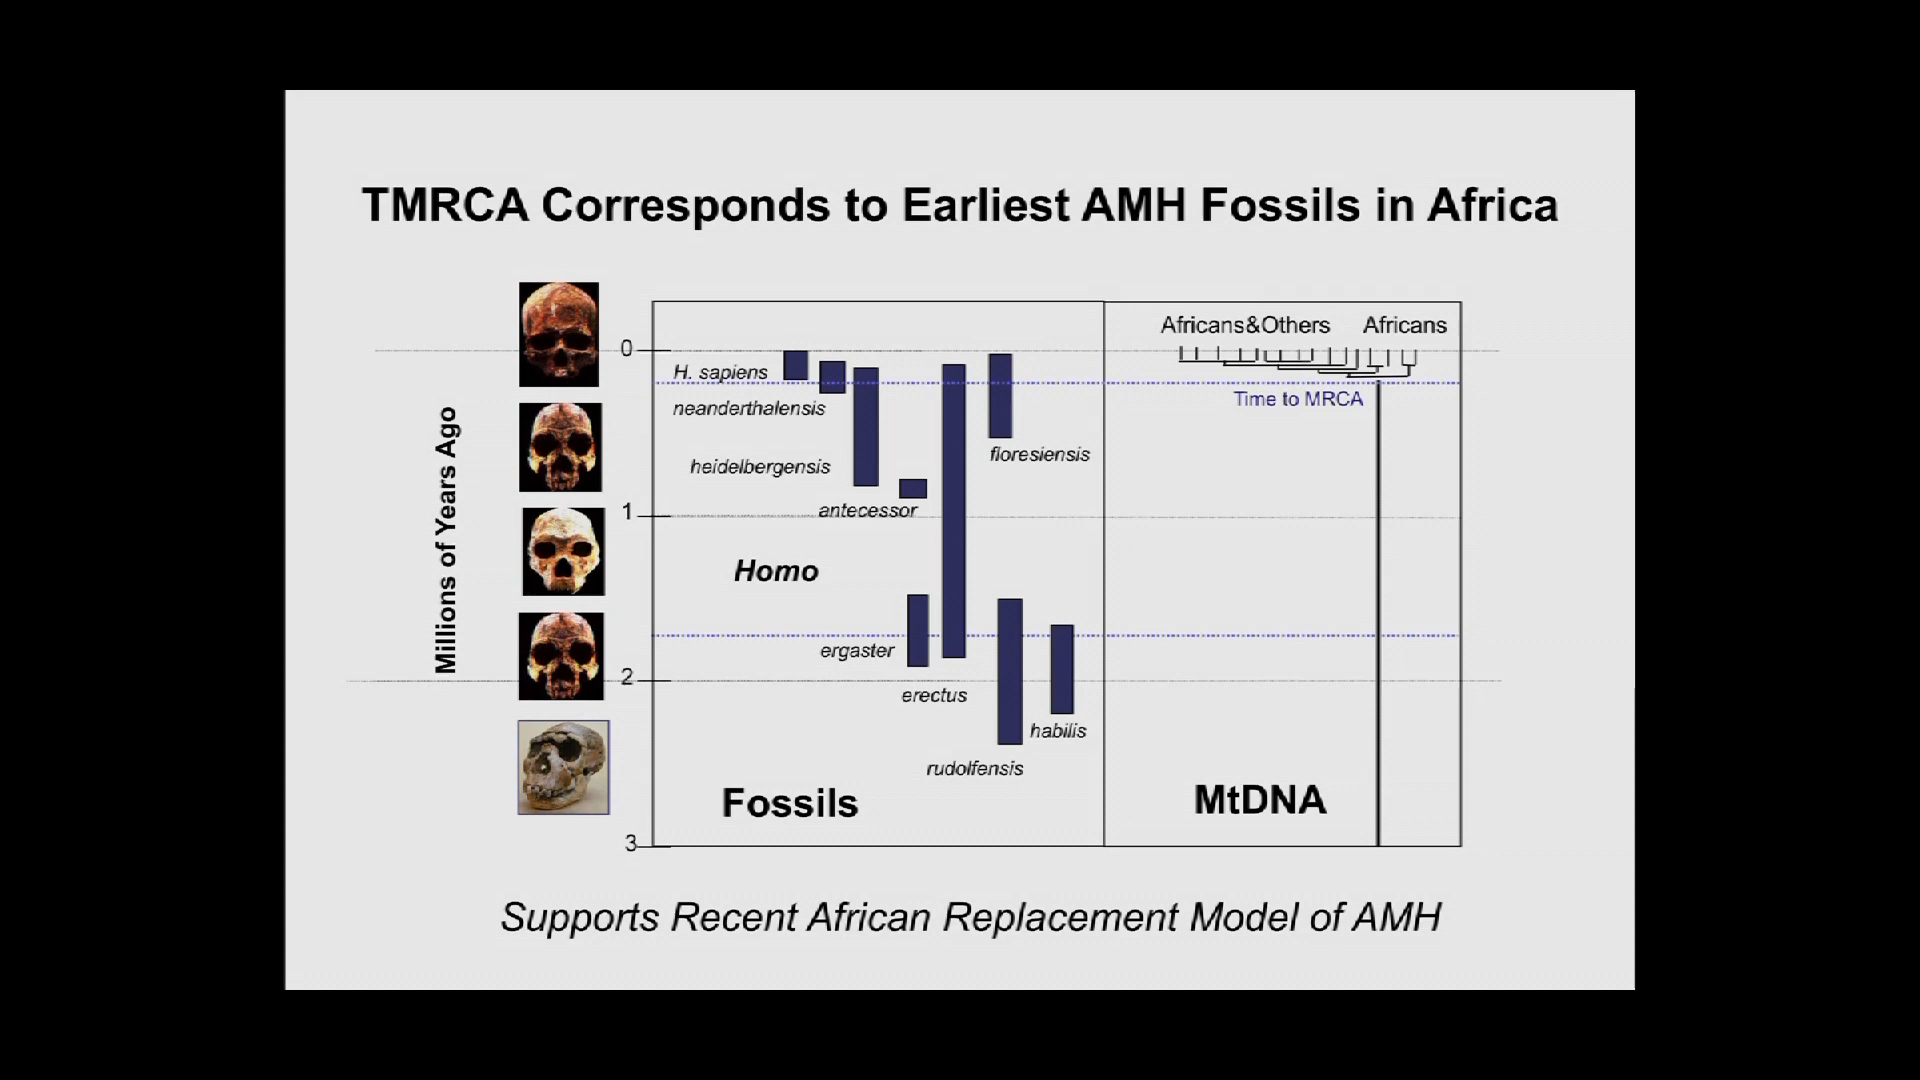 TMRCA Corresponds to Earliest AMH Fossils in Africa
Africans&Others Africans
0
H. sapiens
Time to MRCA
neanderthalensis
floresiensis
heidelbergensis
1
antecessor
Homo
Millions of Years Ago
ergaster
2
erectus
habilis
rudolfensis
Fossils
MtDNA
3
Supports Recent African Replacement Model of AMH